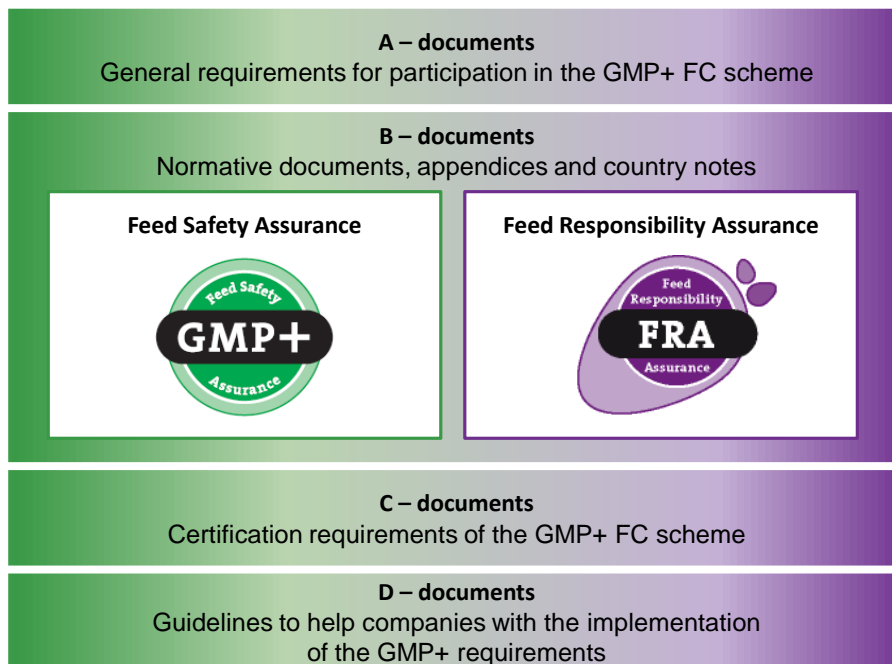 A – documents
General requirements for participation in the GMP+ FC scheme
B – documents
Normative documents, appendices and country notes
Feed Safety Assurance
Feed Safety
GMP+
Assurance
Feed Responsibility Assurance
Feed
Responsibility
FRA
Assurance
C – documents
Certification requirements of the GMP+ FC scheme
D – documents
Guidelines to help companies with the implementation
of the GMP+ requirements